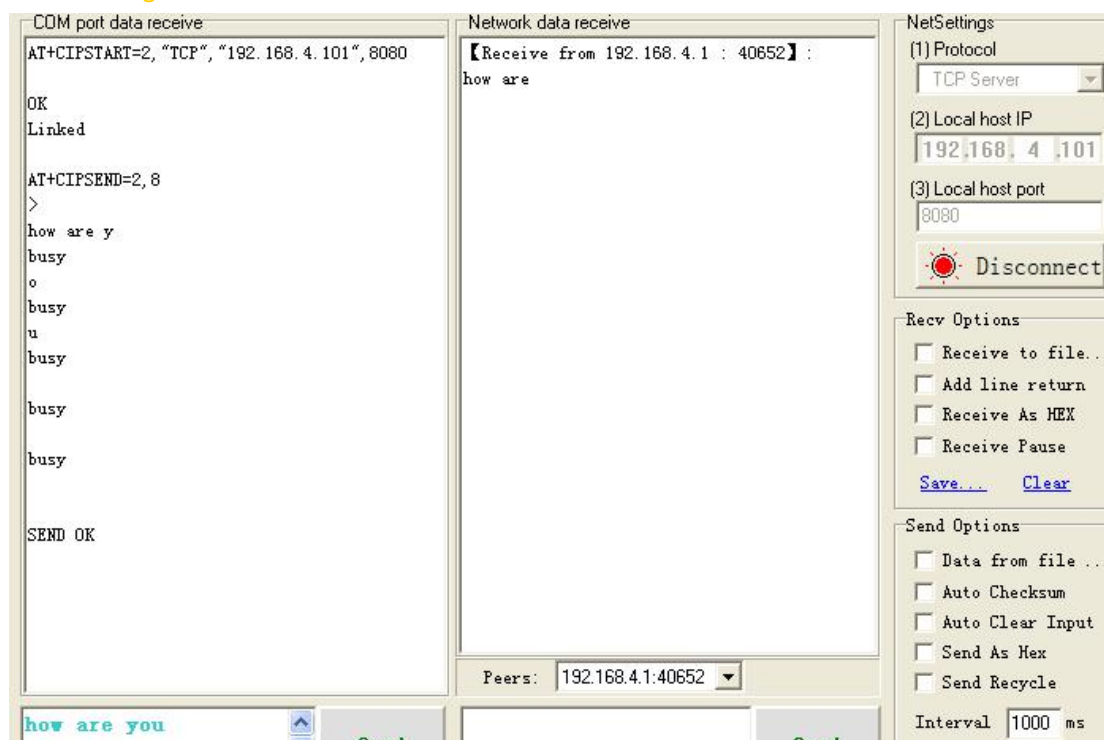 COM port data receive
AT+CIPSTART=2, "TCP", "192.168.4.101", 8080
OK
Linked
AT+CIPSEND=2, 8
>
how are y
busy
o
busy
u
busy
busy
busy
SEND OK
how are you
Network data receive
【Receive from 192.168.4.1 : 40652】:
how are
Peers: 192.168.4.1:40652
NetSettings
(1) Protocol
TCP Server
(2) Local host IP
192.168. 4 .101
(3) Local host port
8080
Disconnect
Recv Options
Receive to file..
Add line return
Receive As HEX
Receive Pause
Save... Clear
Send Options
Data from file ..
Auto Checksum
Auto Clear Input
Send As Hex
Send Recycle
Interval 1000 ms